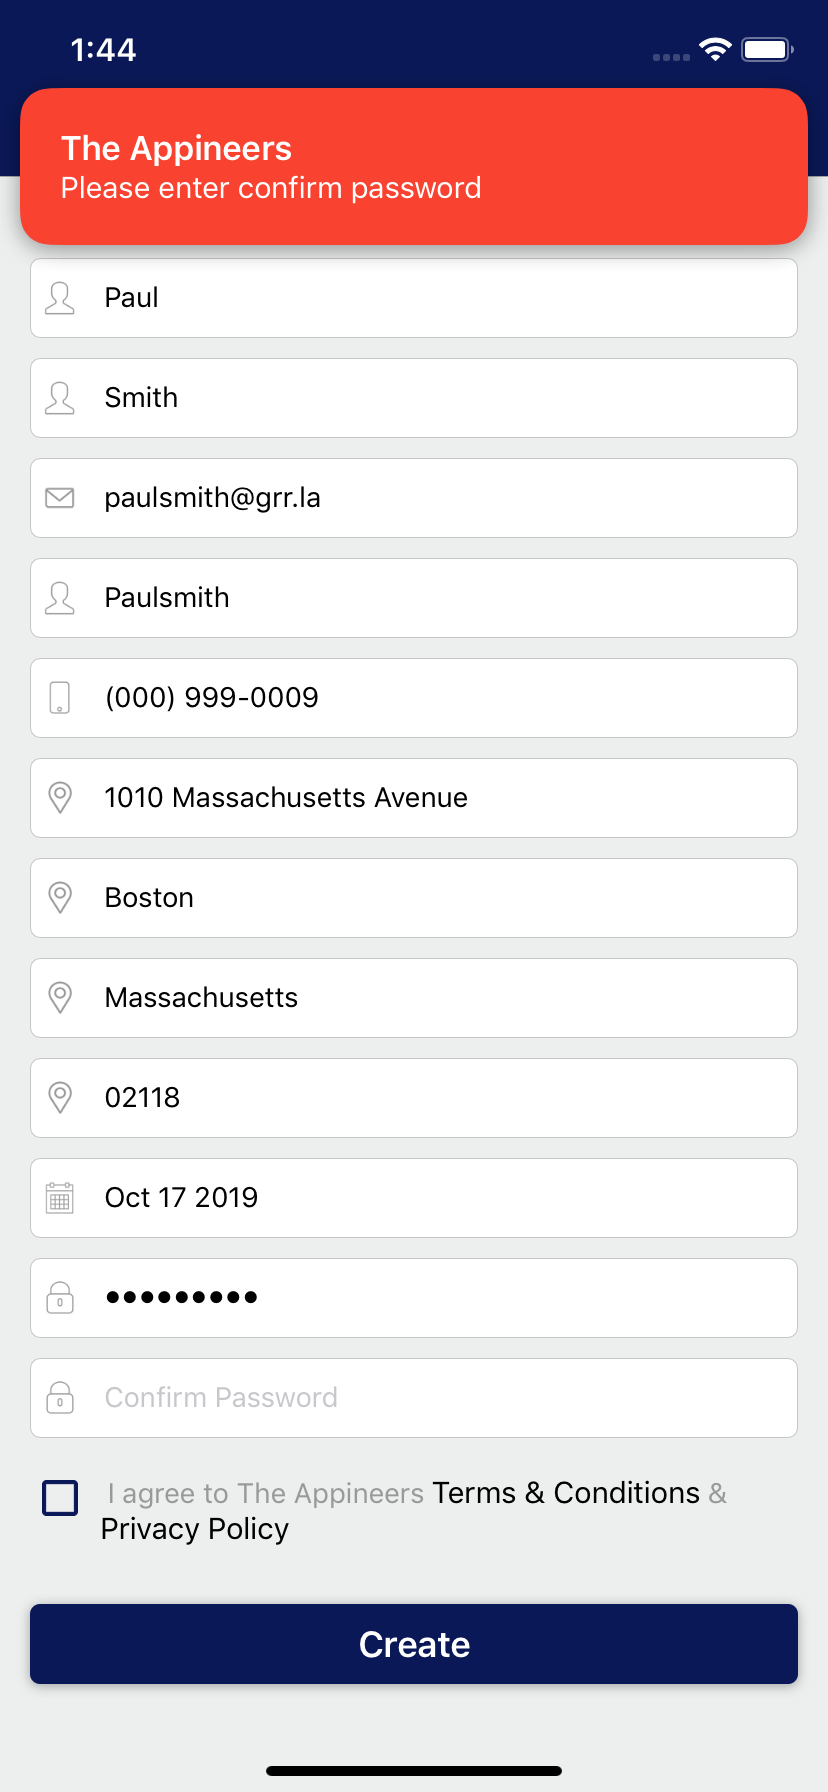 1:44
The Appineers
Please enter confirm password
Paul
Smith
paulsmith@grr.la
Paulsmith
(000) 999-0009
1010 Massachusetts Avenue
Boston
Massachusetts
02118
Oct 17 2019
•••••••••
Confirm Password
I agree to The Appineers Terms & Conditions &
Privacy Policy
Create